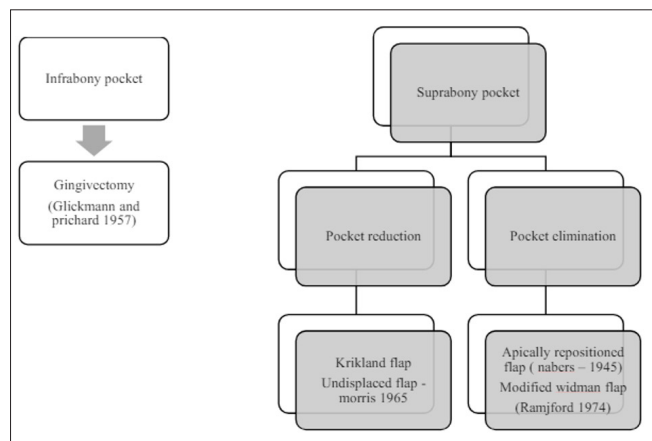 Infrabony pocket
Gingivectomy
(Glickmann and
prichard 1957)
Suprabony pocket
Pocket reduction
Pocket elimination
Krikland flap
Undisplaced flap -
morris 1965
Apically repositioned
flap ( nabers – 1945)
Modified widman flap
(Ramjford 1974)